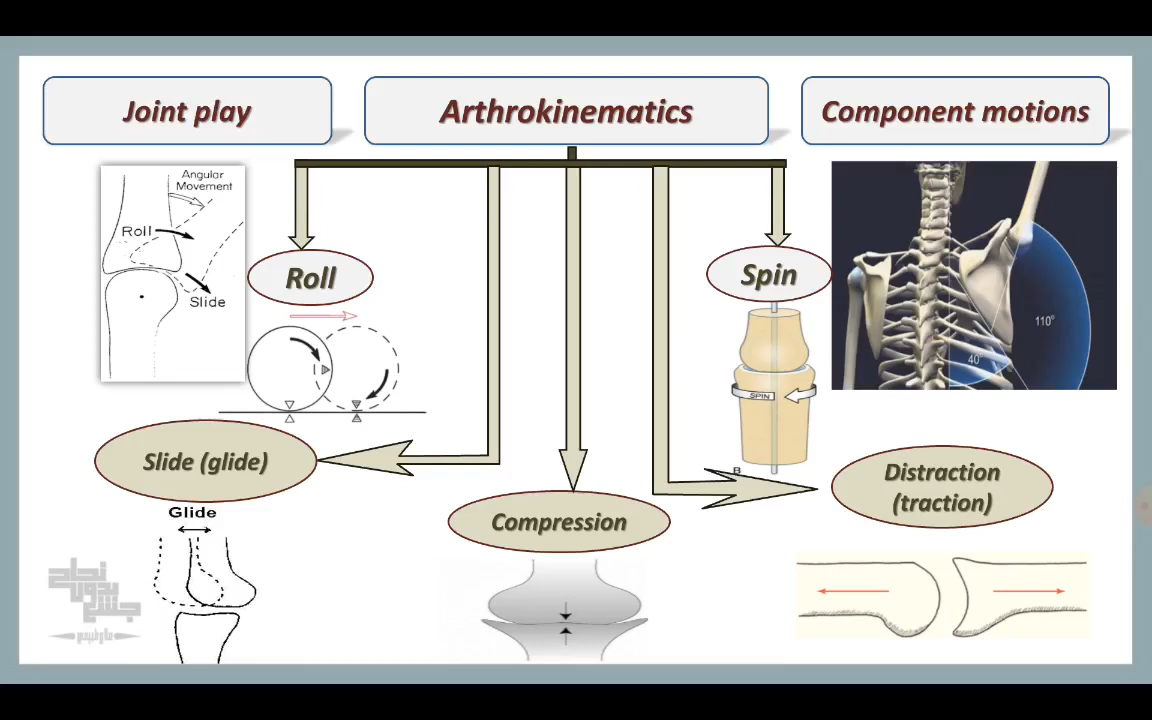 Joint play
Arthrokinematics
Component motions
Angular
Movement
Roll
Slide
Roll
Spin
110°
40°
SPIN
B
Slide (glide)
Distraction
(traction)
Compression
Glide